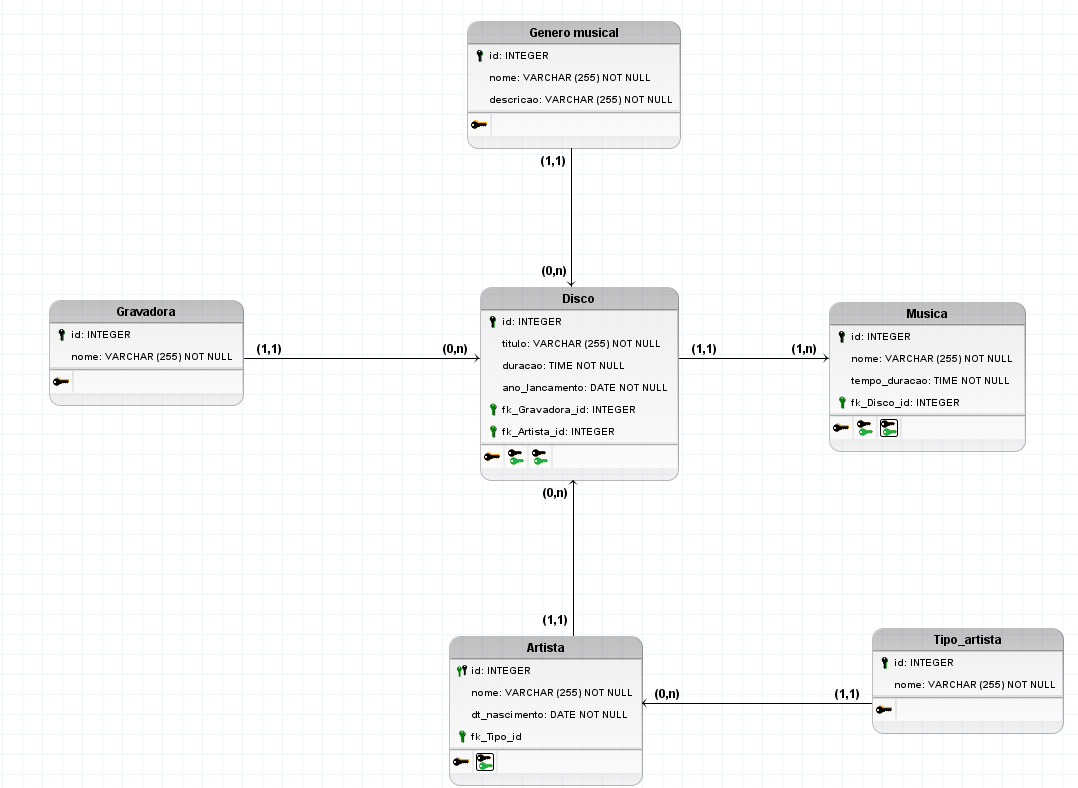 Genero musical
id: INTEGER
nome: VARCHAR (255) NOT NULL
descricao: VARCHAR (255) NOT NULL
(1,1)
(0,n)
Gravadora
id: INTEGER
nome: VARCHAR (255) NOT NULL
(1,1)
(0,n)
Disco
id: INTEGER
titulo: VARCHAR (255) NOT NULL
duracao: TIME NOT NULL
ano_lancamento: DATE NOT NULL
fk_Gravadora_id: INTEGER
fk_Artista_id: INTEGER
(1,1)
(1,n)
Musica
id: INTEGER
nome: VARCHAR (255) NOT NULL
tempo_duracao: TIME NOT NULL
fk_Disco_id: INTEGER
(0,n)
(1,1)
Artista
id: INTEGER
nome: VARCHAR (255) NOT NULL
dt_nascimento: DATE NOT NULL
fk_Tipo_id
(0,n)
(1,1)
Tipo_artista
id: INTEGER
nome: VARCHAR (255) NOT NULL